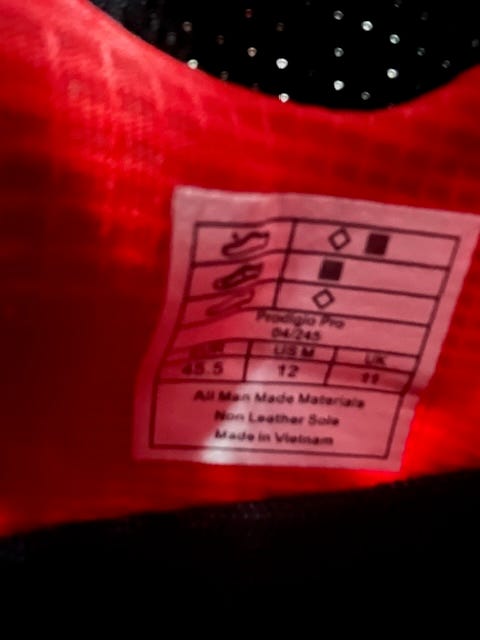 Prodigio Pro
04/245
EUR US M UK
45.5 12 11
All Man Made Materials
Non Leather Sole
Made in Vietnam